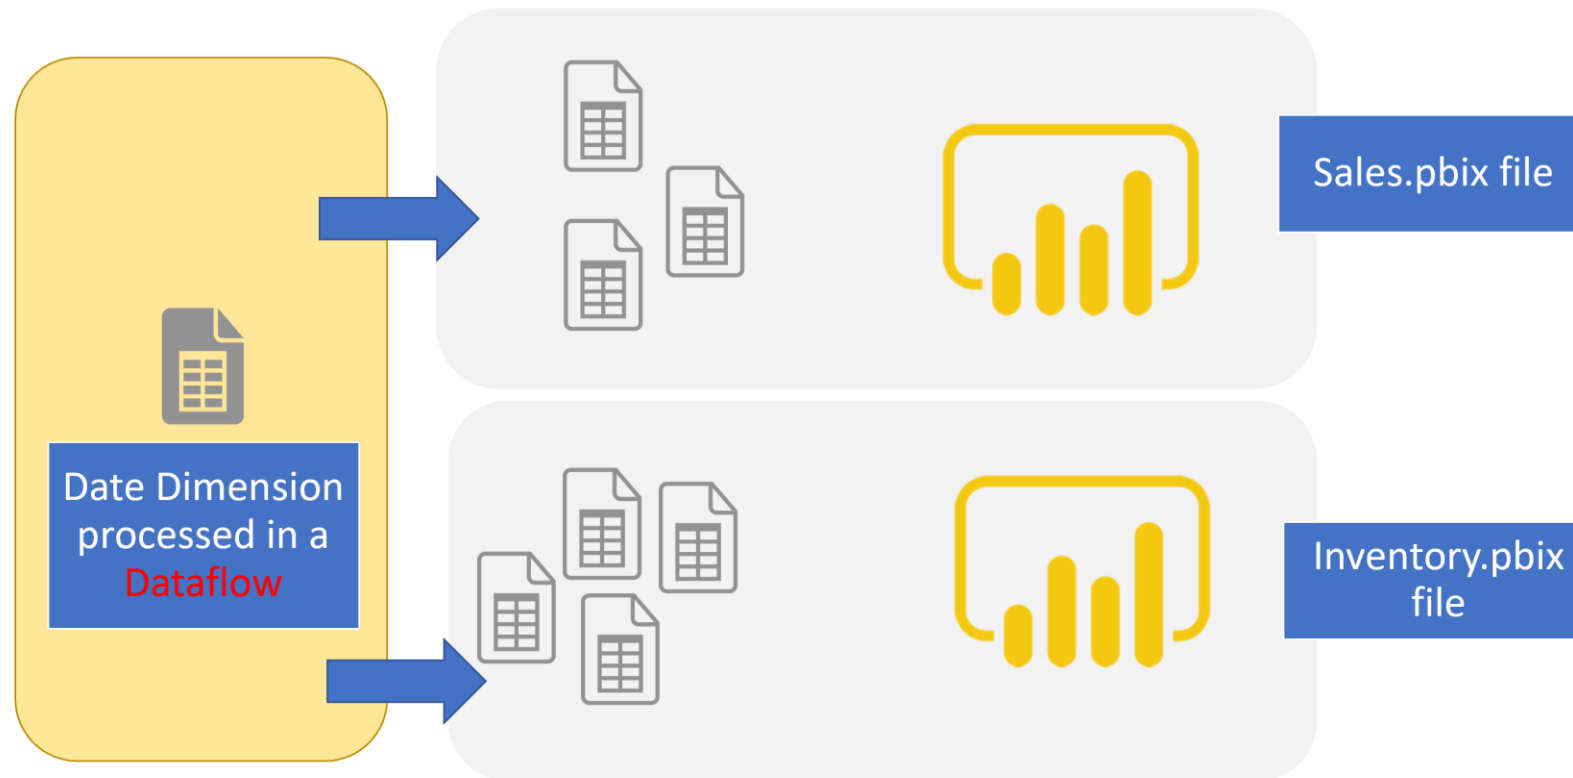 Date Dimension
processed in a
Dataflow
Sales.pbix file
Inventory.pbix
file